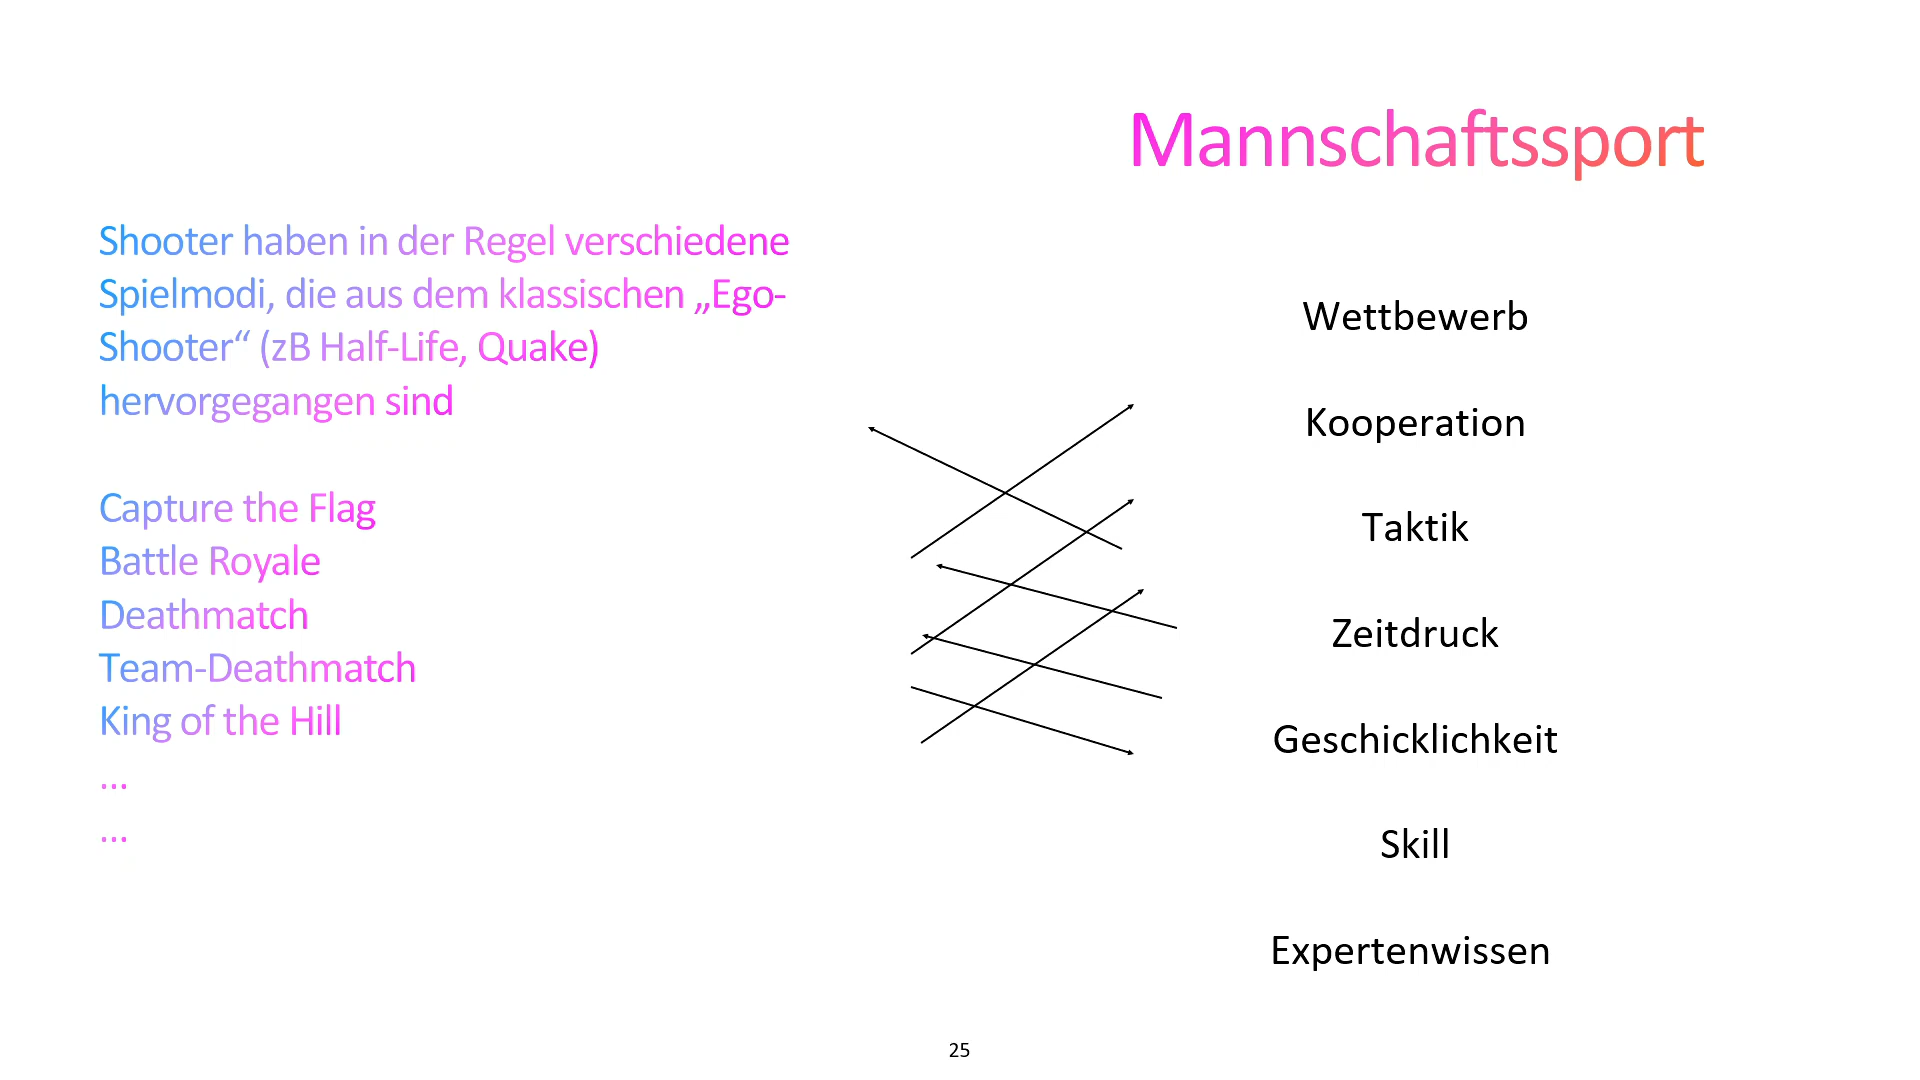 Mannschaftssport
Shooter haben in der Regel verschiedene
Spielmodi, die aus dem klassischen „Ego-
Shooter“ (zB Half-Life, Quake)
hervorgegangen sind
Capture the Flag
Battle Royale
Deathmatch
Team-Deathmatch
King of the Hill
...
...
Wettbewerb
Kooperation
Taktik
Zeitdruck
Geschicklichkeit
Skill
Expertenwissen
25